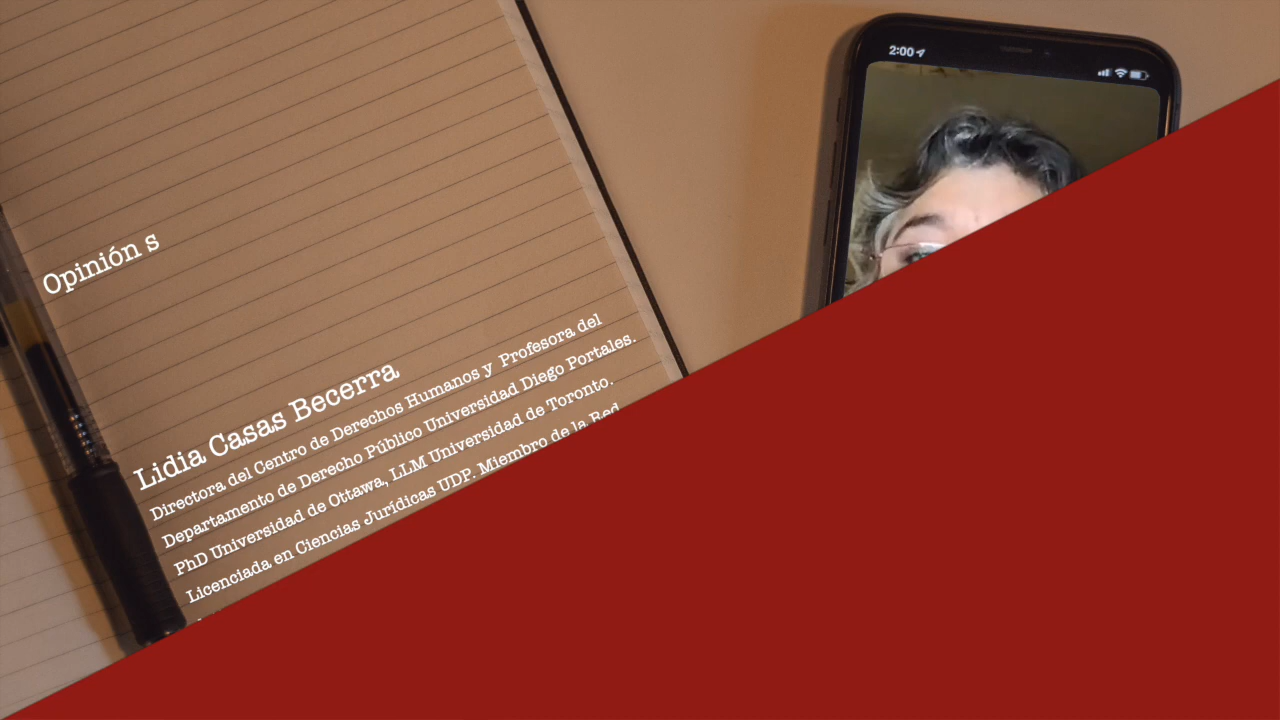 2:00
Opinión s
Lidia Casas Becerra
Directora del Centro de Derechos Humanos y Profesora del
Departamento de Derecho Público Universidad Diego Portales.
PhD Universidad de Ottawa, LLM Universidad de Toronto.
Licenciada en Ciencias Jurídicas UDP. Miembro de la Red